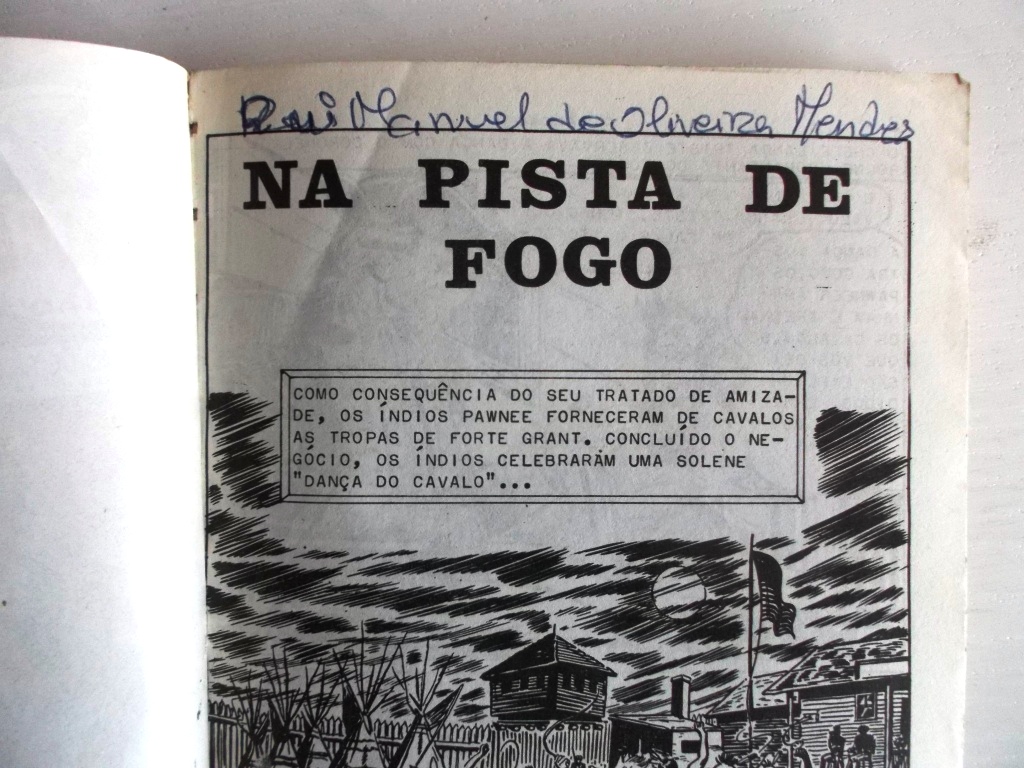 Rui Manuel de Oliveira Mendes
NA PISTA DE
FOGO
COMO CONSEQUÊNCIA DO SEU TRATADO DE AMIZA-
DE, OS ÍNDIOS PAWNEE FORNECERAM DE CAVALOS
AS TROPAS DE FORTE GRANT. CONCLUÍDO O NE-
GÓCIO, OS ÍNDIOS CELEBRARAM UMA SOLENE
"DANÇA DO CAVALO"...